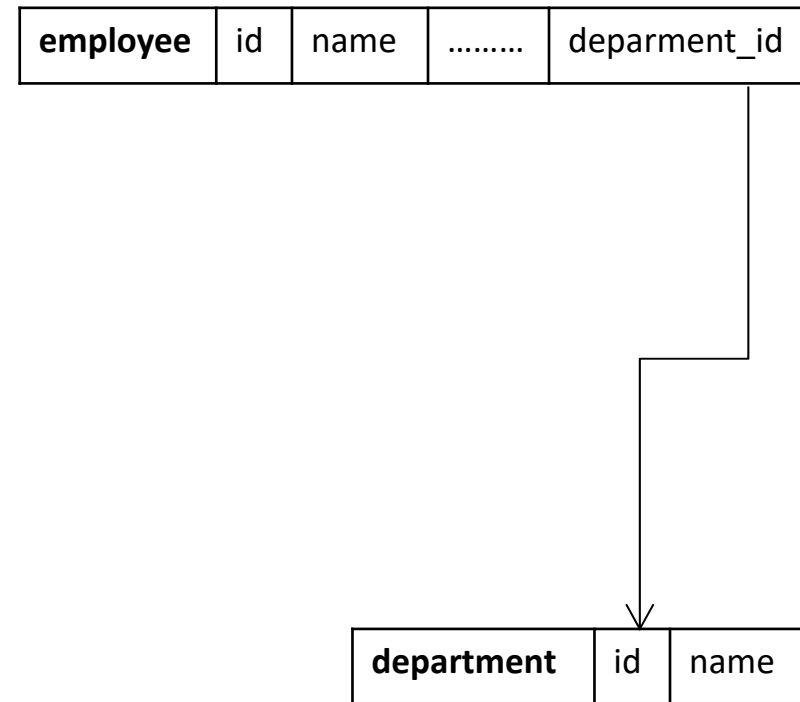 employee id name ……… deparment_id
department id name